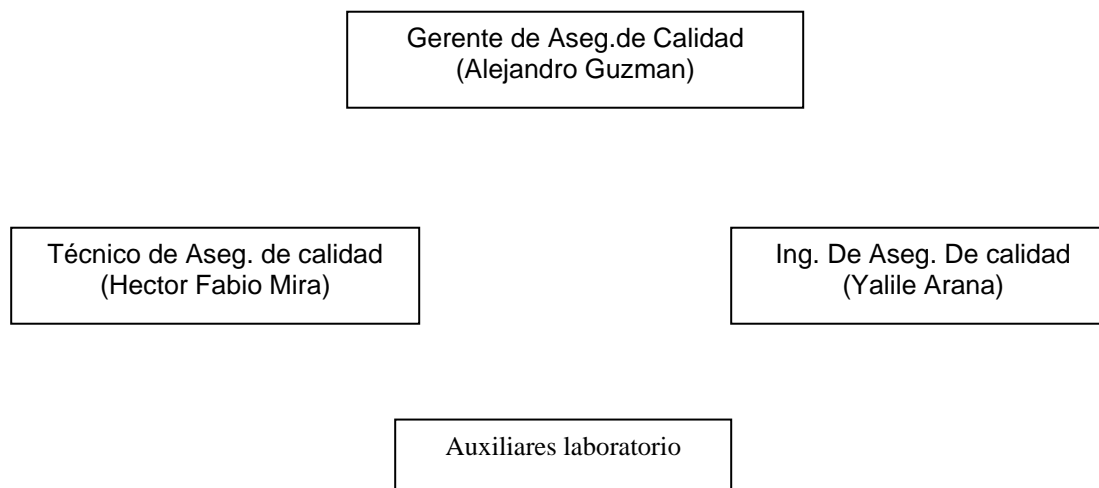 Gerente de Aseg.de Calidad
(Alejandro Guzman)
Técnico de Aseg. de calidad
(Hector Fabio Mira)
Ing. De Aseg. De calidad
(Yalile Arana)
Auxiliares laboratorio